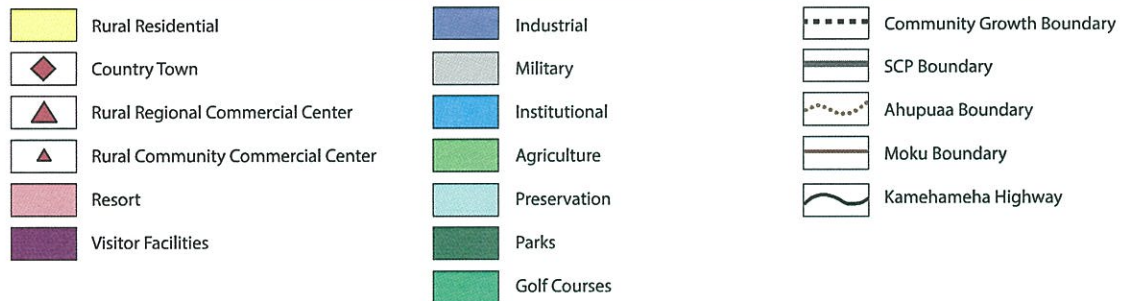 Rural Residential
Country Town
Rural Regional Commercial Center
Rural Community Commercial Center
Resort
Visitor Facilities
Industrial
Military
Institutional
Agriculture
Preservation
Parks
Golf Courses
Community Growth Boundary
SCP Boundary
Ahupuaa Boundary
Moku Boundary
Kamehameha Highway